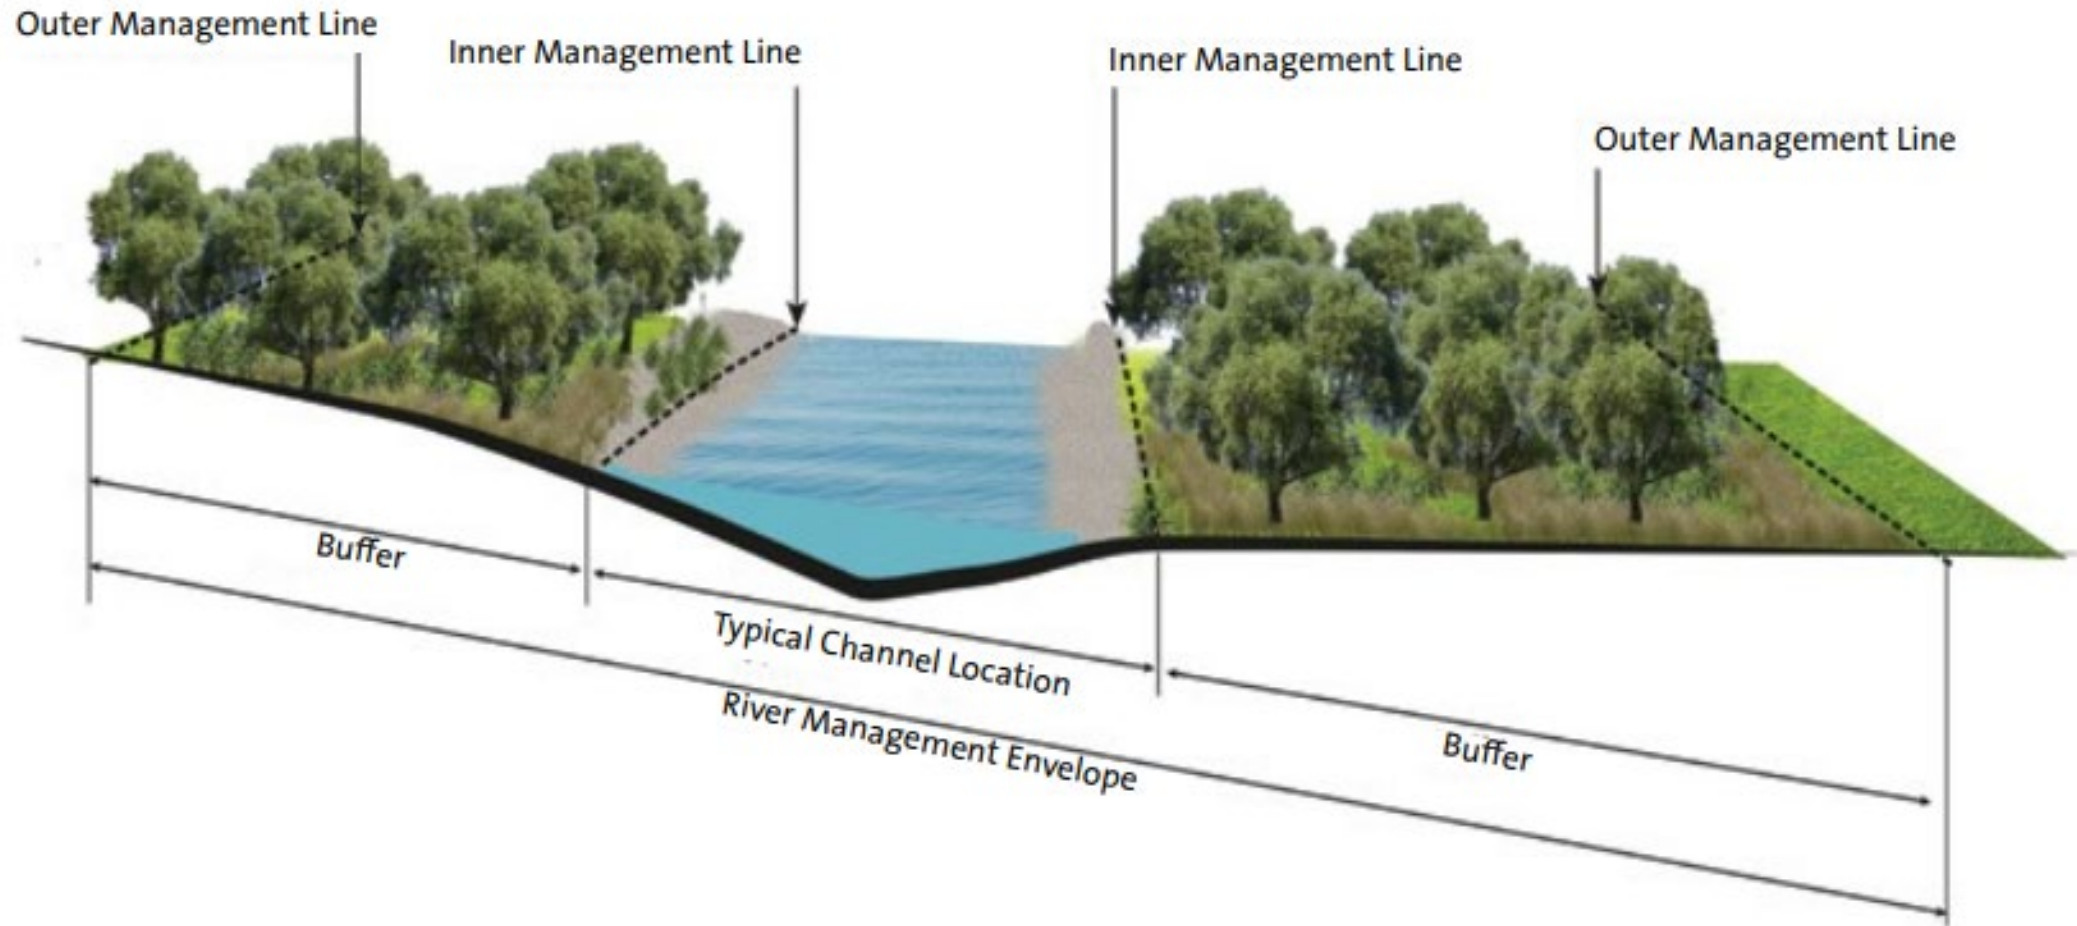 Outer Management Line
Inner Management Line
Inner Management Line
Outer Management Line
Buffer
Typical Channel Location
River Management Envelope
Buffer